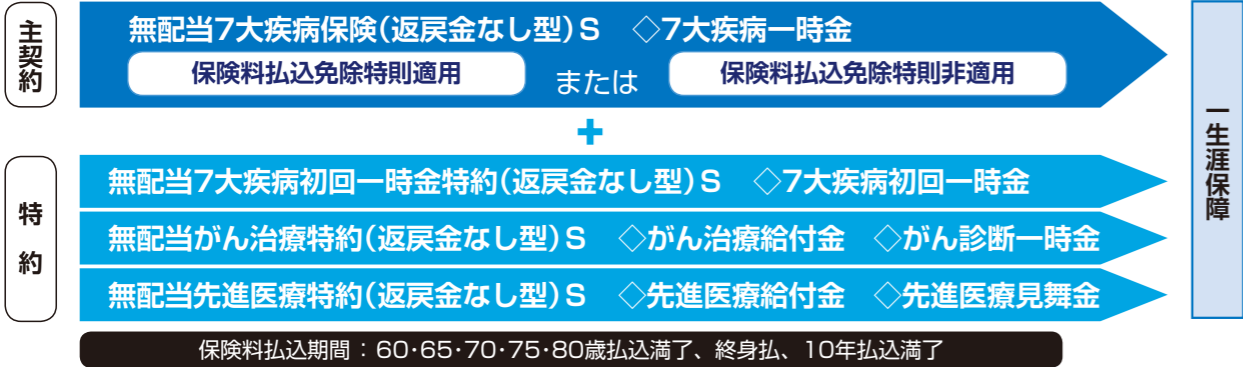 主契約
無配当7大疾病保険(返戻金なし型)S ◇7大疾病一時金
保険料払込免除特則適用 または 保険料払込免除特則非適用
+
特約
無配当7大疾病初回一時金特約(返戻金なし型)S ◇7大疾病初回一時金
無配当がん治療特約(返戻金なし型)S ◇がん治療給付金 ◇がん診断一時金
無配当先進医療特約(返戻金なし型)S ◇先進医療給付金 ◇先進医療見舞金
一生涯保障
保険料払込期間:60・65・70・75・80歳払込満了、終身払、10年払込満了